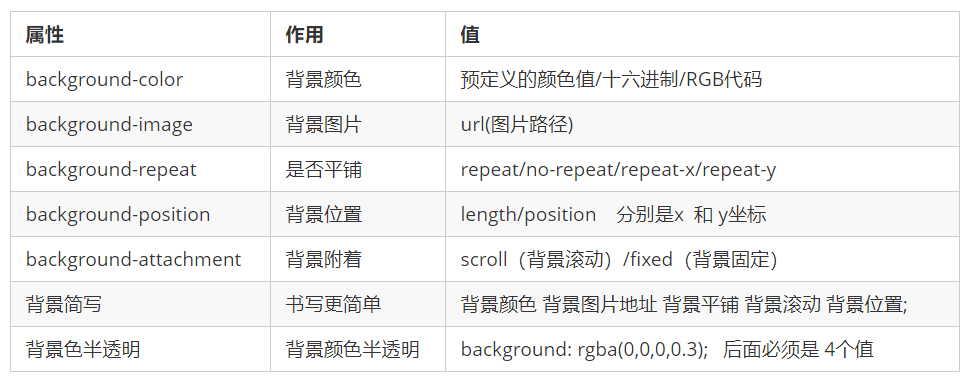 属性 作用 值
background-color 背景颜色 预定义的颜色值/十六进制/RGB代码
background-image 背景图片 url(图片路径)
background-repeat 是否平铺 repeat/no-repeat/repeat-x/repeat-y
background-position 背景位置 length/position 分别是x 和 y坐标
background-attachment 背景附着 scroll（背景滚动）/fixed（背景固定）
背景简写 书写更简单 背景颜色 背景图片地址 背景平铺 背景滚动 背景位置;
背景色半透明 背景颜色半透明 background: rgba(0,0,0,0.3); 后面必须是 4个值